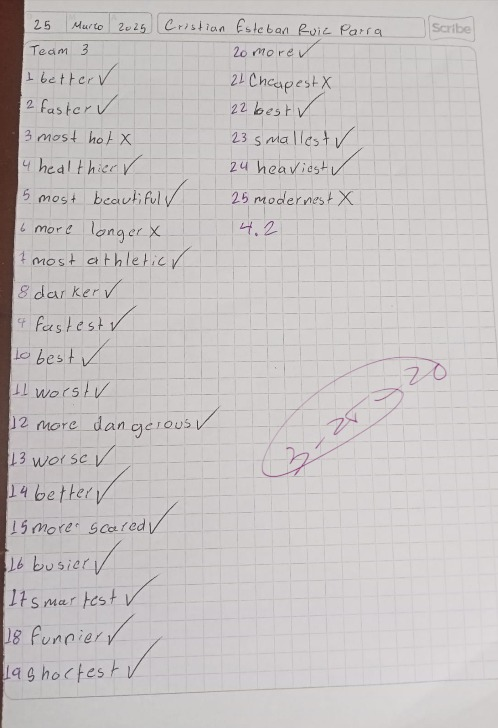 25 Marzo 2025 Cristian Esteban Ruiz Parra Scribe
Team 3
1 better ✓
2 faster ✓
3 most hot X
4 healthier ✓
5 most beautiful ✓
6 more longer X
7 most athletic ✓
8 darker ✓
9 fastest ✓
10 best ✓
11 worst ✓
12 more dangerous ✓
13 worse ✓
14 better ✓
15 more scared ✓
16 busier ✓
17 smartest ✓
18 funnier ✓
19 shortest ✓
20 more ✓
21 Cheapest X
22 best ✓
23 smallest ✓
24 heaviest ✓
25 modernest X
4.2
20